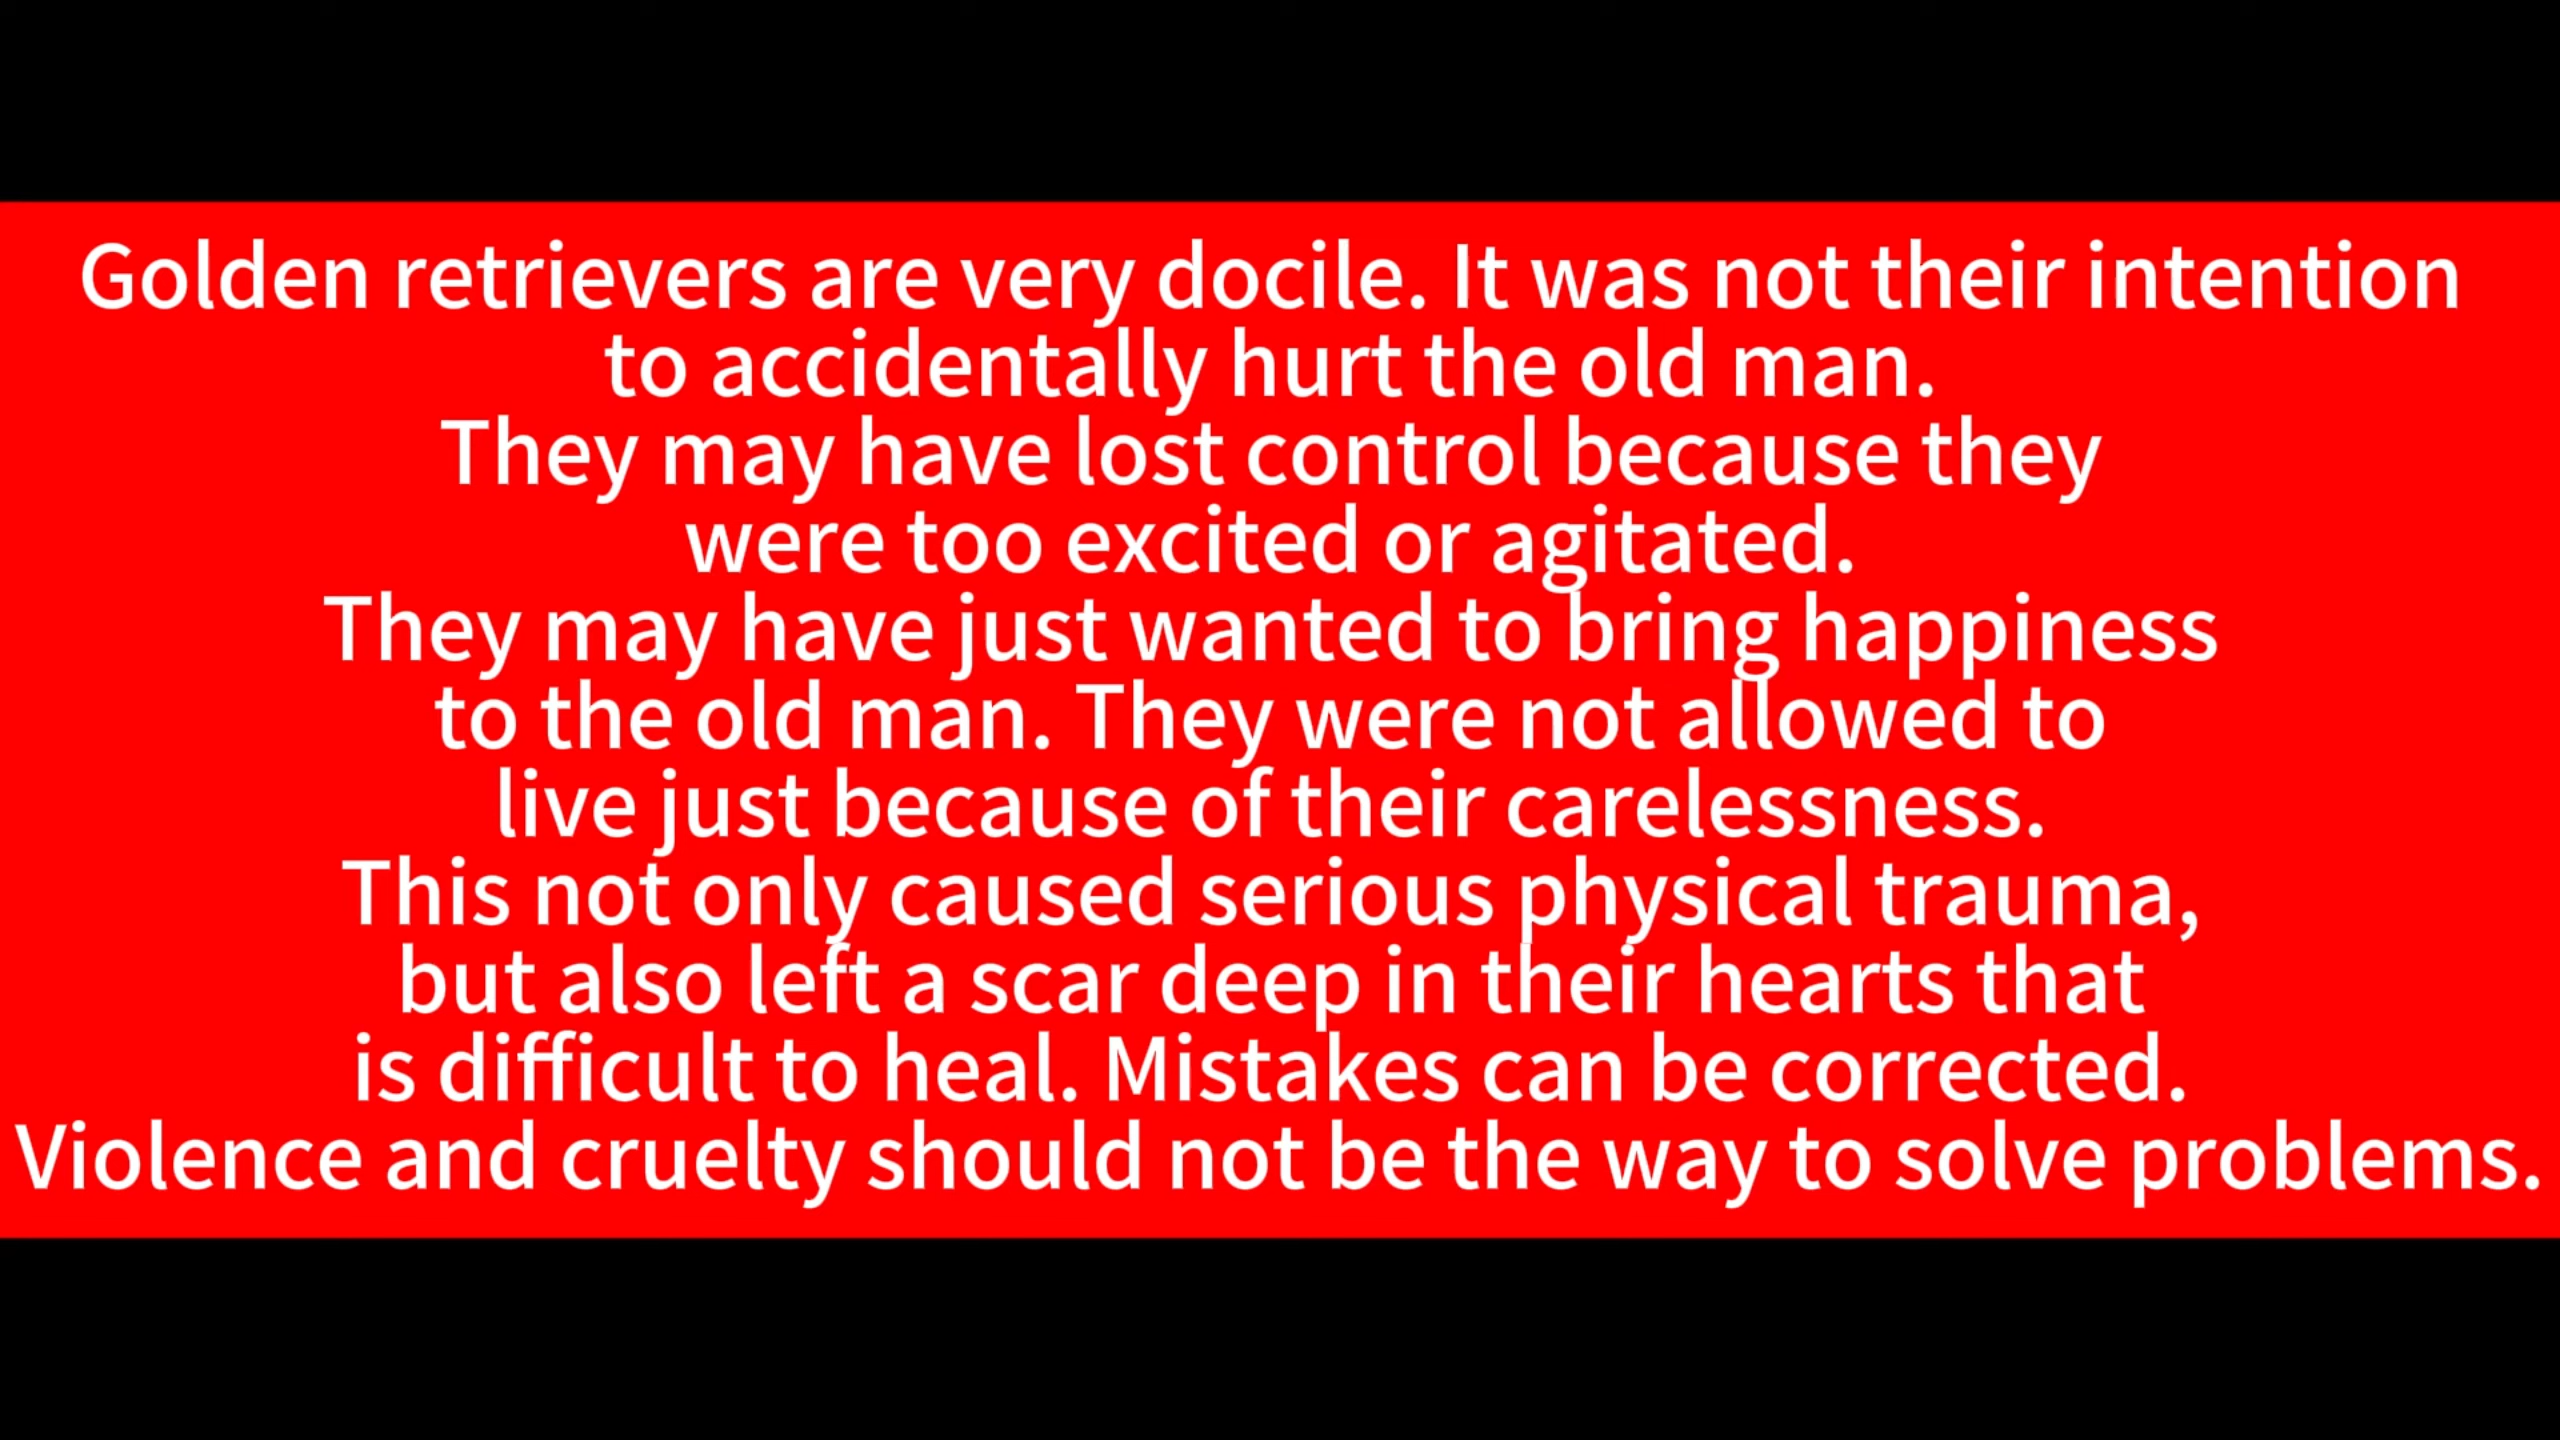 Golden retrievers are very docile. It was not their intention
to accidentally hurt the old man.
They may have lost control because they
were too excited or agitated.
They may have just wanted to bring happiness
to the old man. They were not allowed to
live just because of their carelessness.
This not only caused serious physical trauma,
but also left a scar deep in their hearts that
is difficult to heal. Mistakes can be corrected.
Violence and cruelty should not be the way to solve problems.